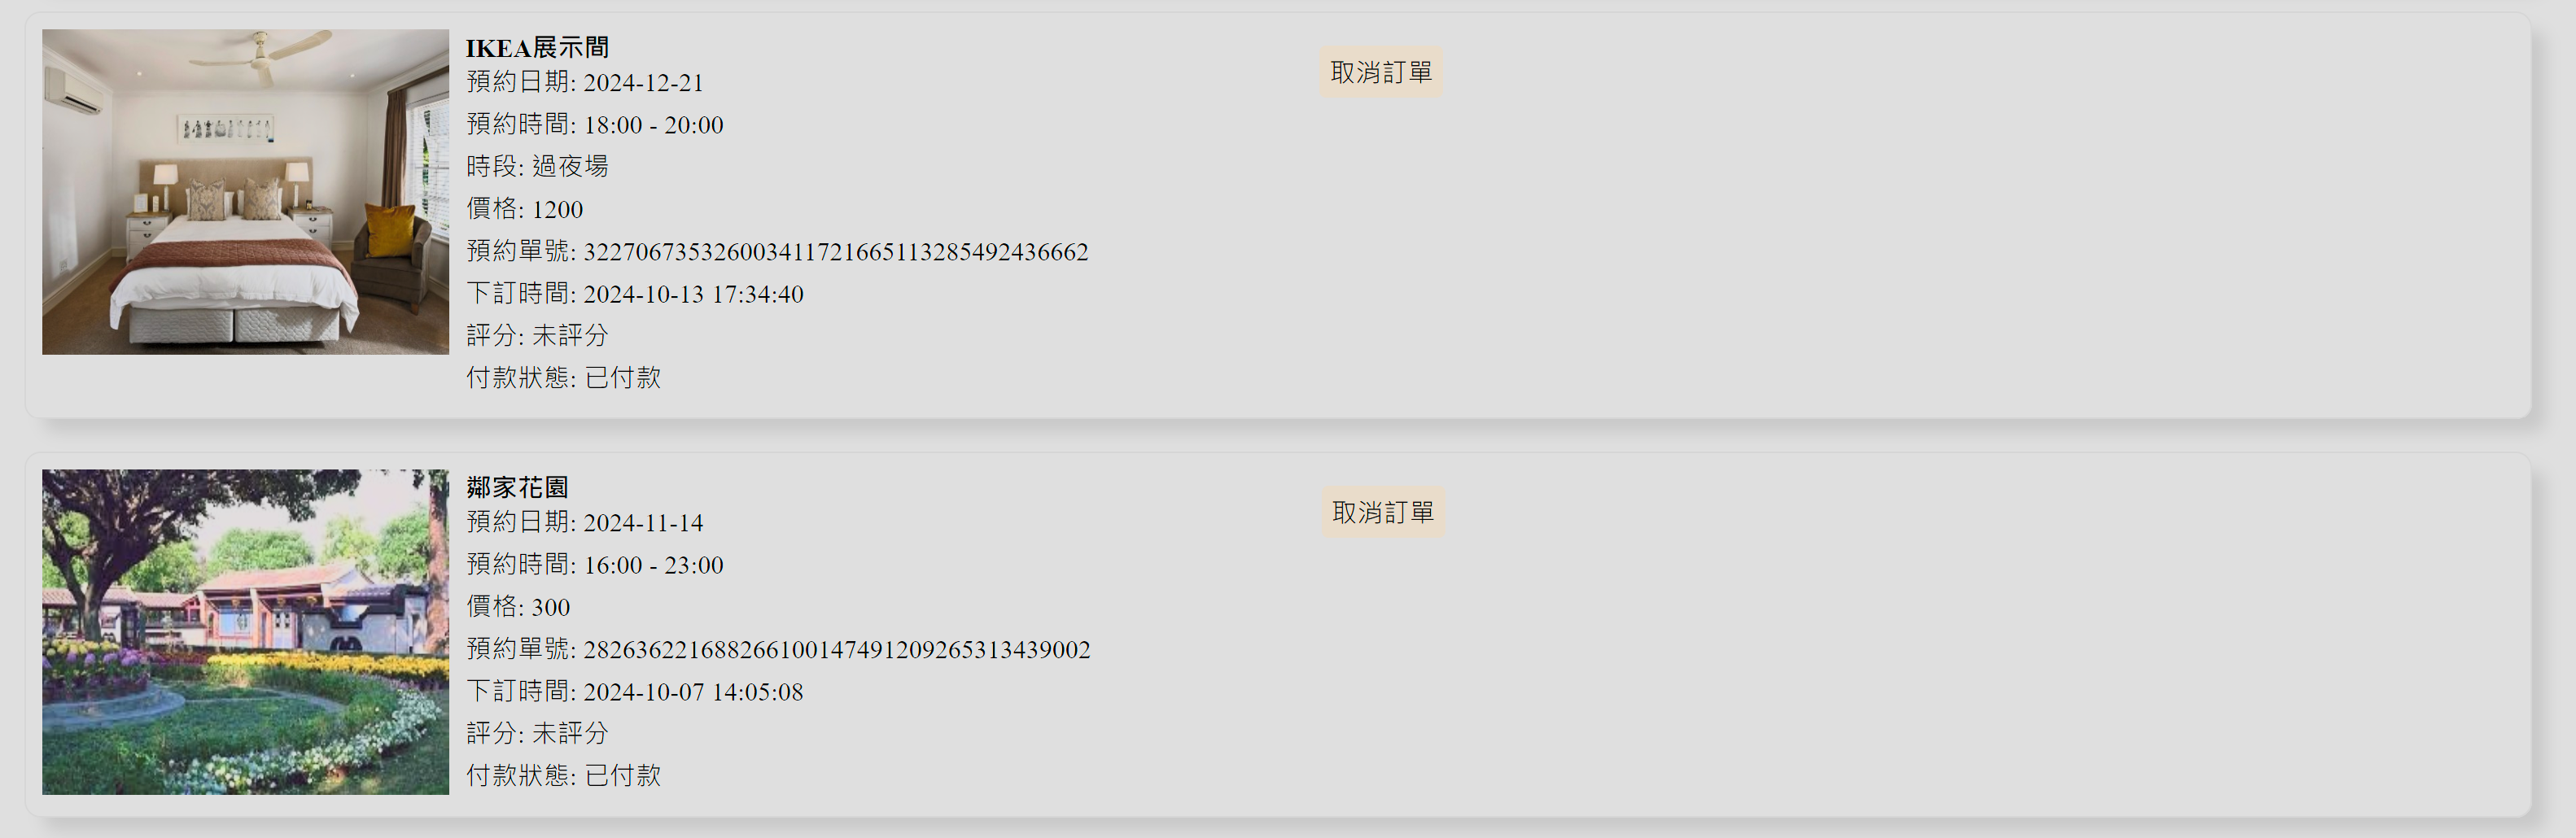 IKEA展示間
取消訂單
預約日期: 2024-12-21
預約時間: 18:00 - 20:00
時段: 過夜場
價格: 1200
預約單號: 322706735326003411721665113285492436662
下訂時間: 2024-10-13 17:34:40
評分: 未評分
付款狀態: 已付款
鄰家花園
取消訂單
預約日期: 2024-11-14
預約時間: 16:00 - 23:00
價格: 300
預約單號: 282636221688266100147491209265313439002
下訂時間: 2024-10-07 14:05:08
評分: 未評分
付款狀態: 已付款